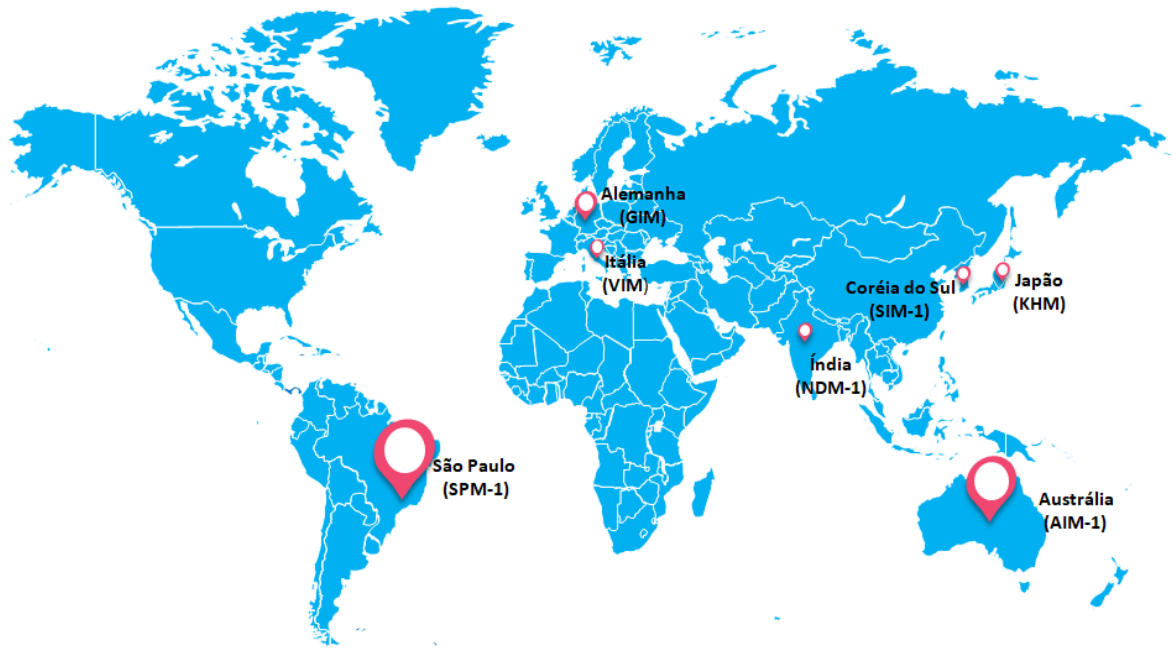 Alemanha
(GIM)
Itália
(VIM)
Coréia do Sul
(SIM-1)
Japão
(KHM)
Índia
(NDM-1)
São Paulo
(SPM-1)
Austrália
(AIM-1)